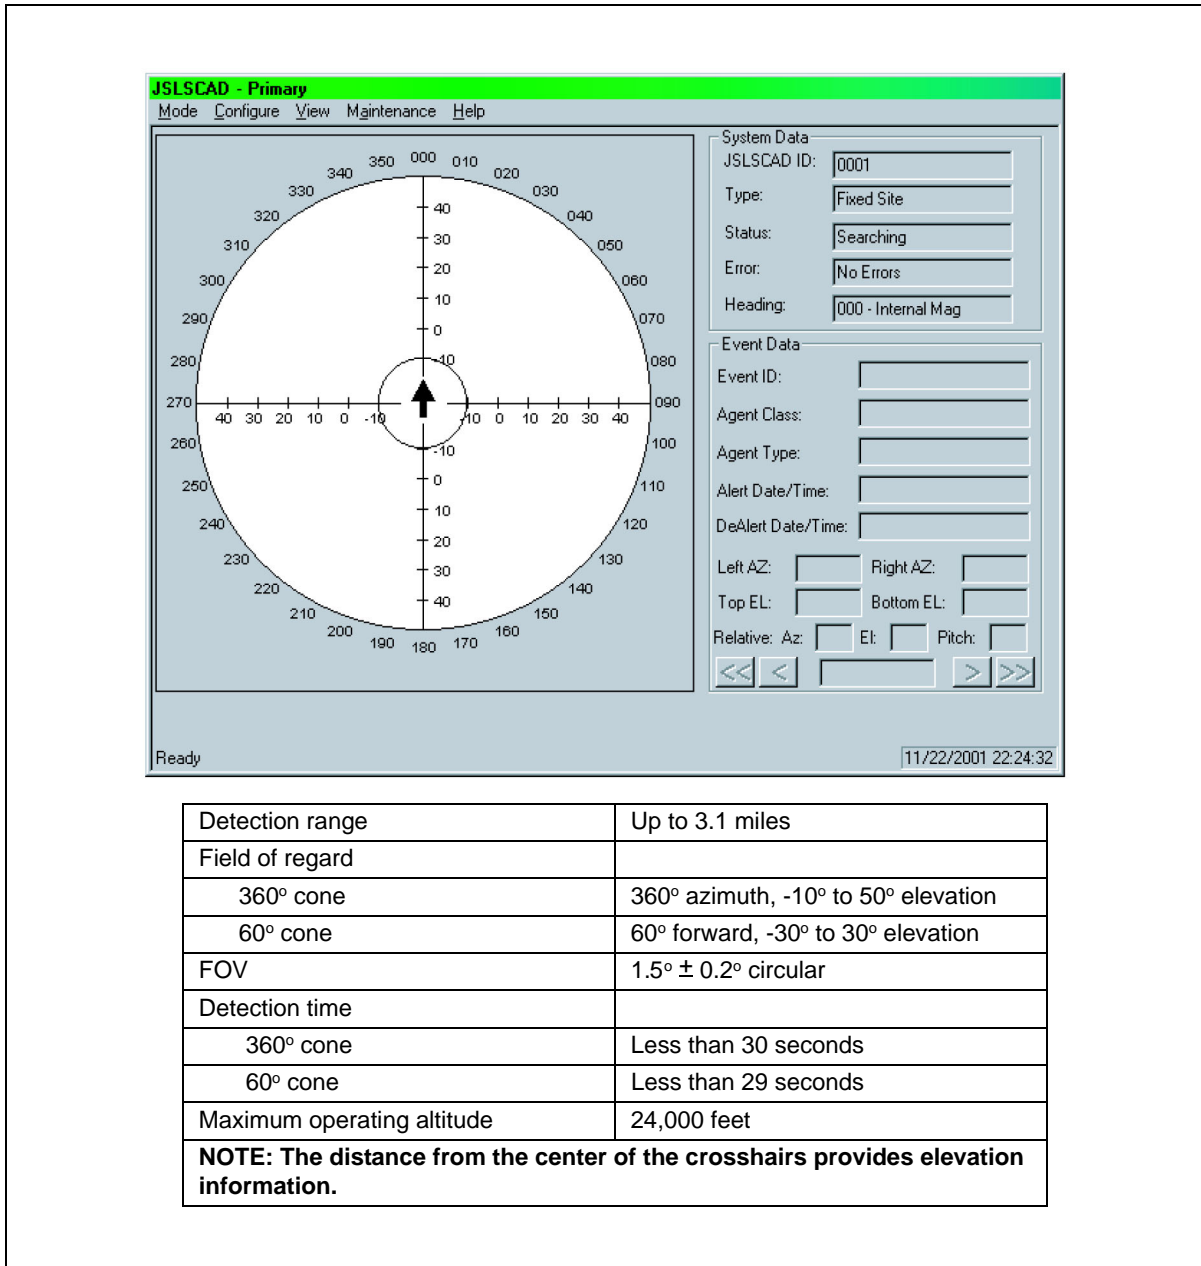 JSLSCAD - Primary
Mode Configure View Maintenance Help
350 000 010
340 020
330 030
320 040
310 050
300 060
290 070
280 080
270 090
260 100
250 110
240 120
230 130
220 140
210 150
200 160
190 180 170
40
30
20
10
0
-10
40 30 20 10 0 -10 -10 0 10 20 30 40
-10
0
10
20
30
40
System Data
JSLSCAD ID: 0001
Type: Fixed Site
Status: Searching
Error: No Errors
Heading: 000 - Internal Mag
Event Data
Event ID:
Agent Class:
Agent Type:
Alert Date/Time:
DeAlert Date/Time:
Left AZ: Right AZ:
Top EL: Bottom EL:
Relative: Az: El: Pitch:
<< < > >>
Ready 11/22/2001 22:24:32
Detection range Up to 3.1 miles
Field of regard
360° cone 360° azimuth, -10° to 50° elevation
60° cone 60° forward, -30° to 30° elevation
FOV 1.5° ± 0.2° circular
Detection time
360° cone Less than 30 seconds
60° cone Less than 29 seconds
Maximum operating altitude 24,000 feet
NOTE: The distance from the center of the crosshairs provides elevation
information.